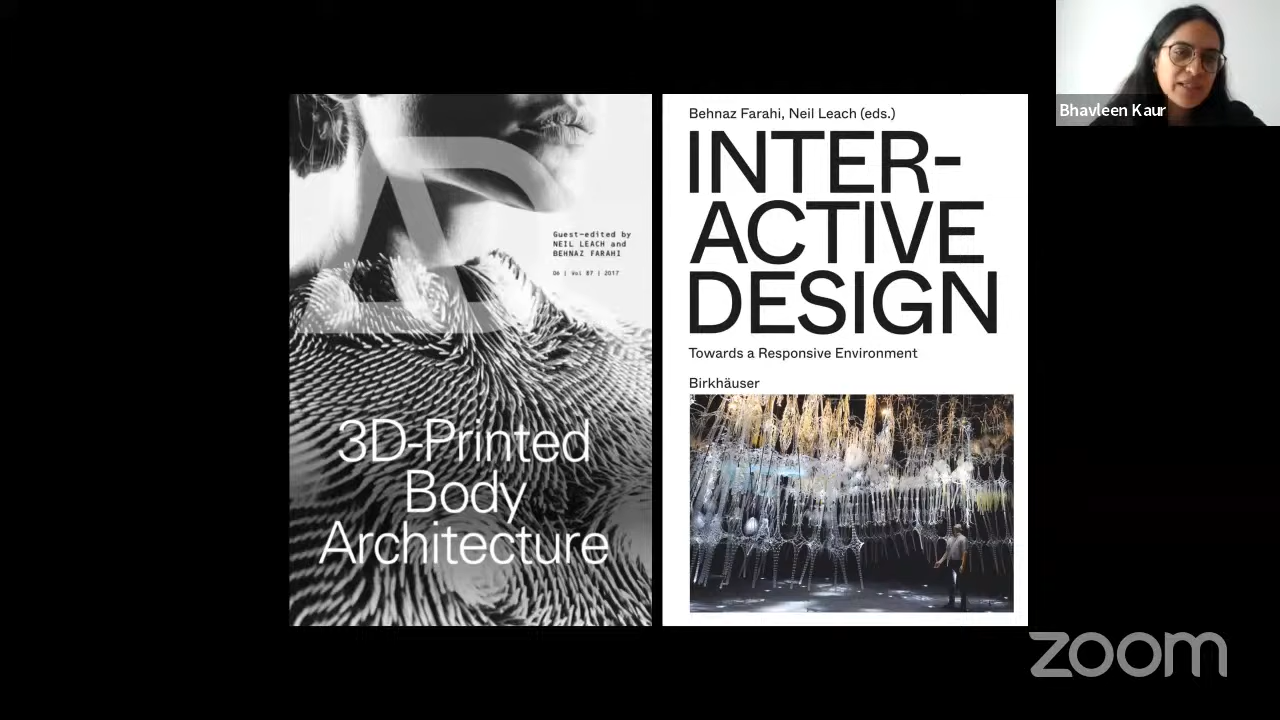 AD
Guest-edited by
NEIL LEACH and
BEHNAZ FARAHI
06 | Vol 87 | 2017
3D-Printed
Body
Architecture
Behnaz Farahi, Neil Leach (eds.)
INTER-
ACTIVE
DESIGN
Towards a Responsive Environment
Birkhäuser
Bhavleen Kaur
zoom